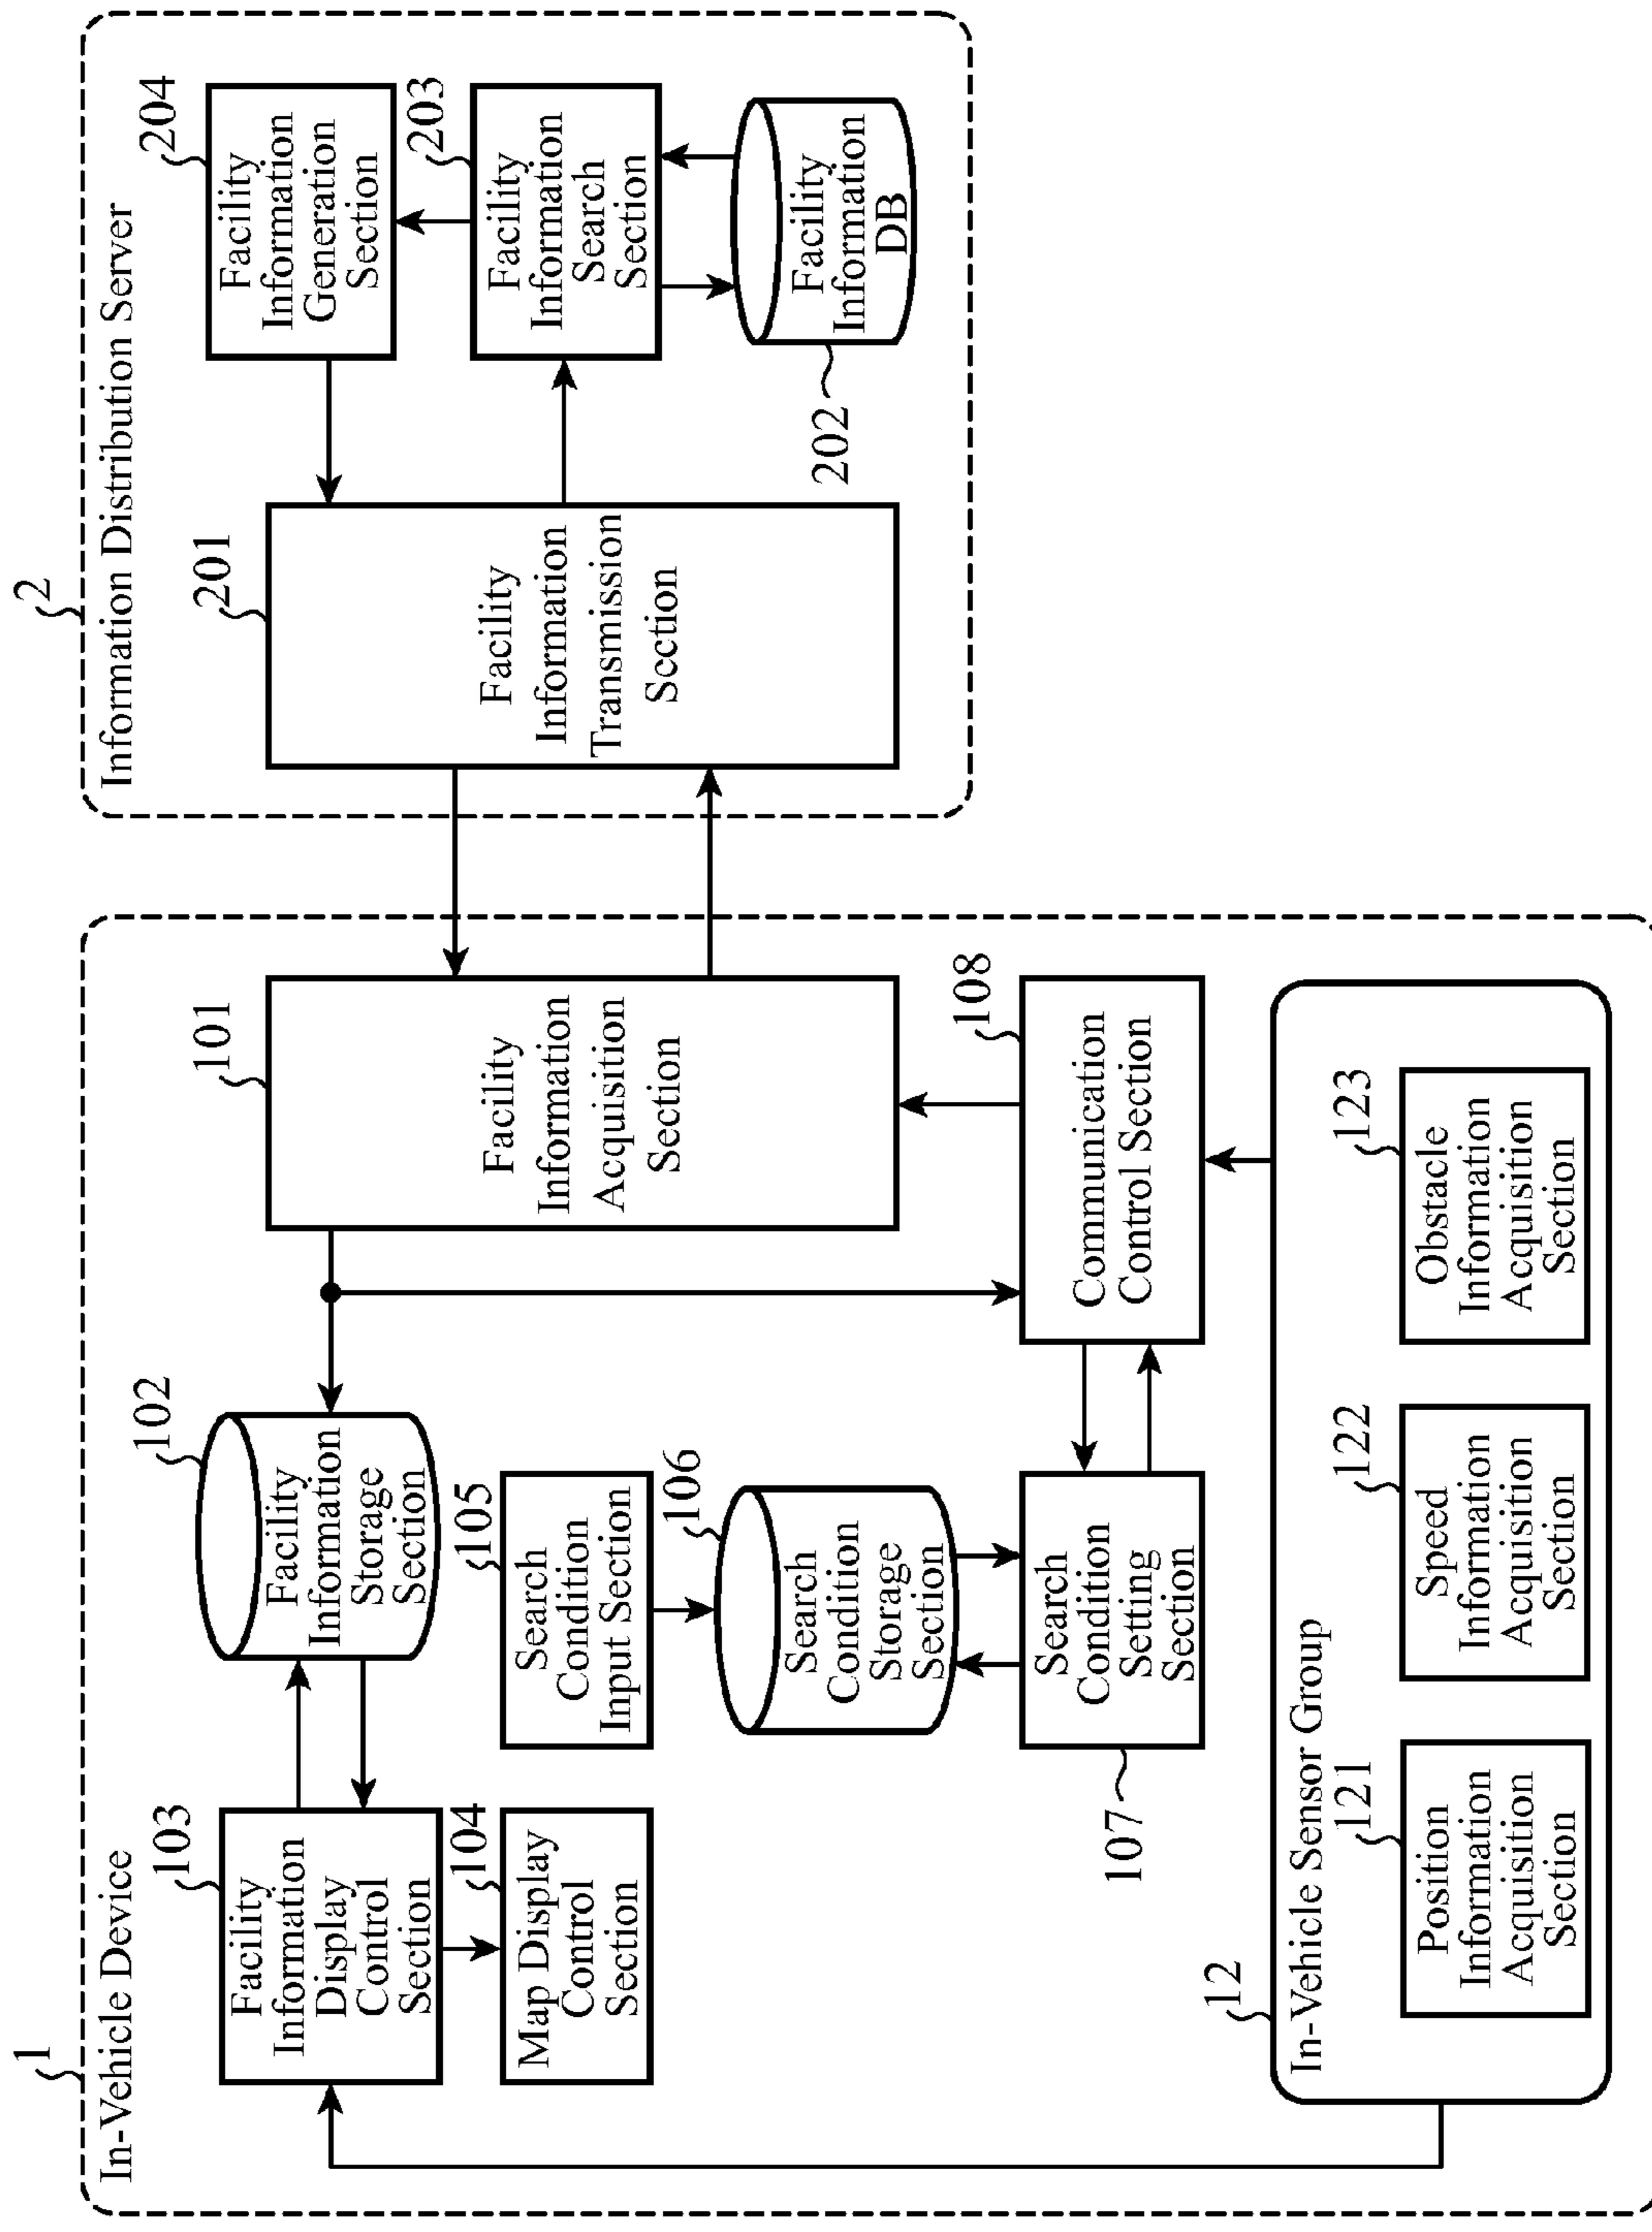 1
In-Vehicle Device
103
Facility
Information
Display
Control
Section
104
Map Display
Control
Section
102
Facility
Information
Storage
Section
105
Search
Condition
Input Section
106
Search
Condition
Storage
Section
Search
Condition
Setting
Section
107
101
Facility
Information
Acquisition
Section
108
Communication
Control Section
12
In-Vehicle Sensor Group
121
Position
Information
Acquisition
Section
122
Speed
Information
Acquisition
Section
123
Obstacle
Information
Acquisition
Section
2
Information Distribution Server
201
Facility
Information
Transmission
Section
204
Facility
Information
Generation
Section
203
Facility
Information
Search
Section
Facility
Information
DB
202